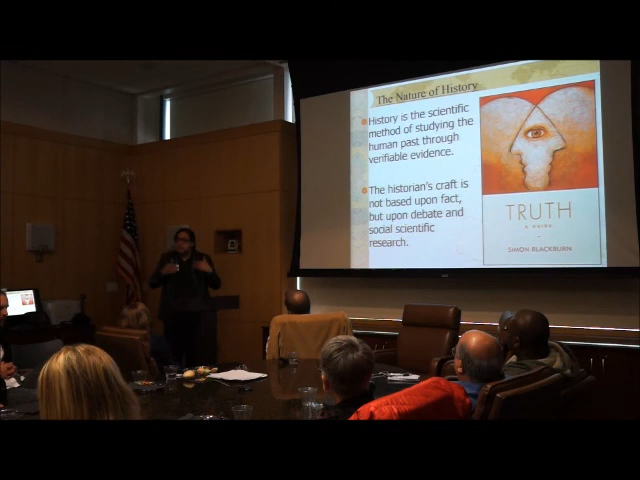 The Nature of History
History is the scientific
method of studying the
human past through
verifiable evidence.
The historian's craft is
not based upon fact,
but upon debate and
social scientific
research.
TRUTH
A GUIDE
SIMON BLACKBURN